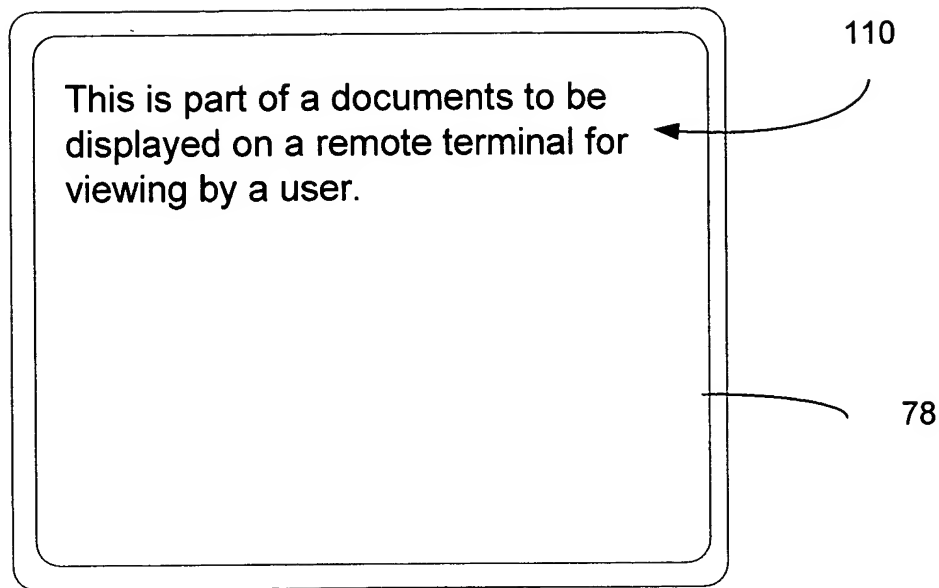 110
This is part of a documents to be
displayed on a remote terminal for
viewing by a user.
78